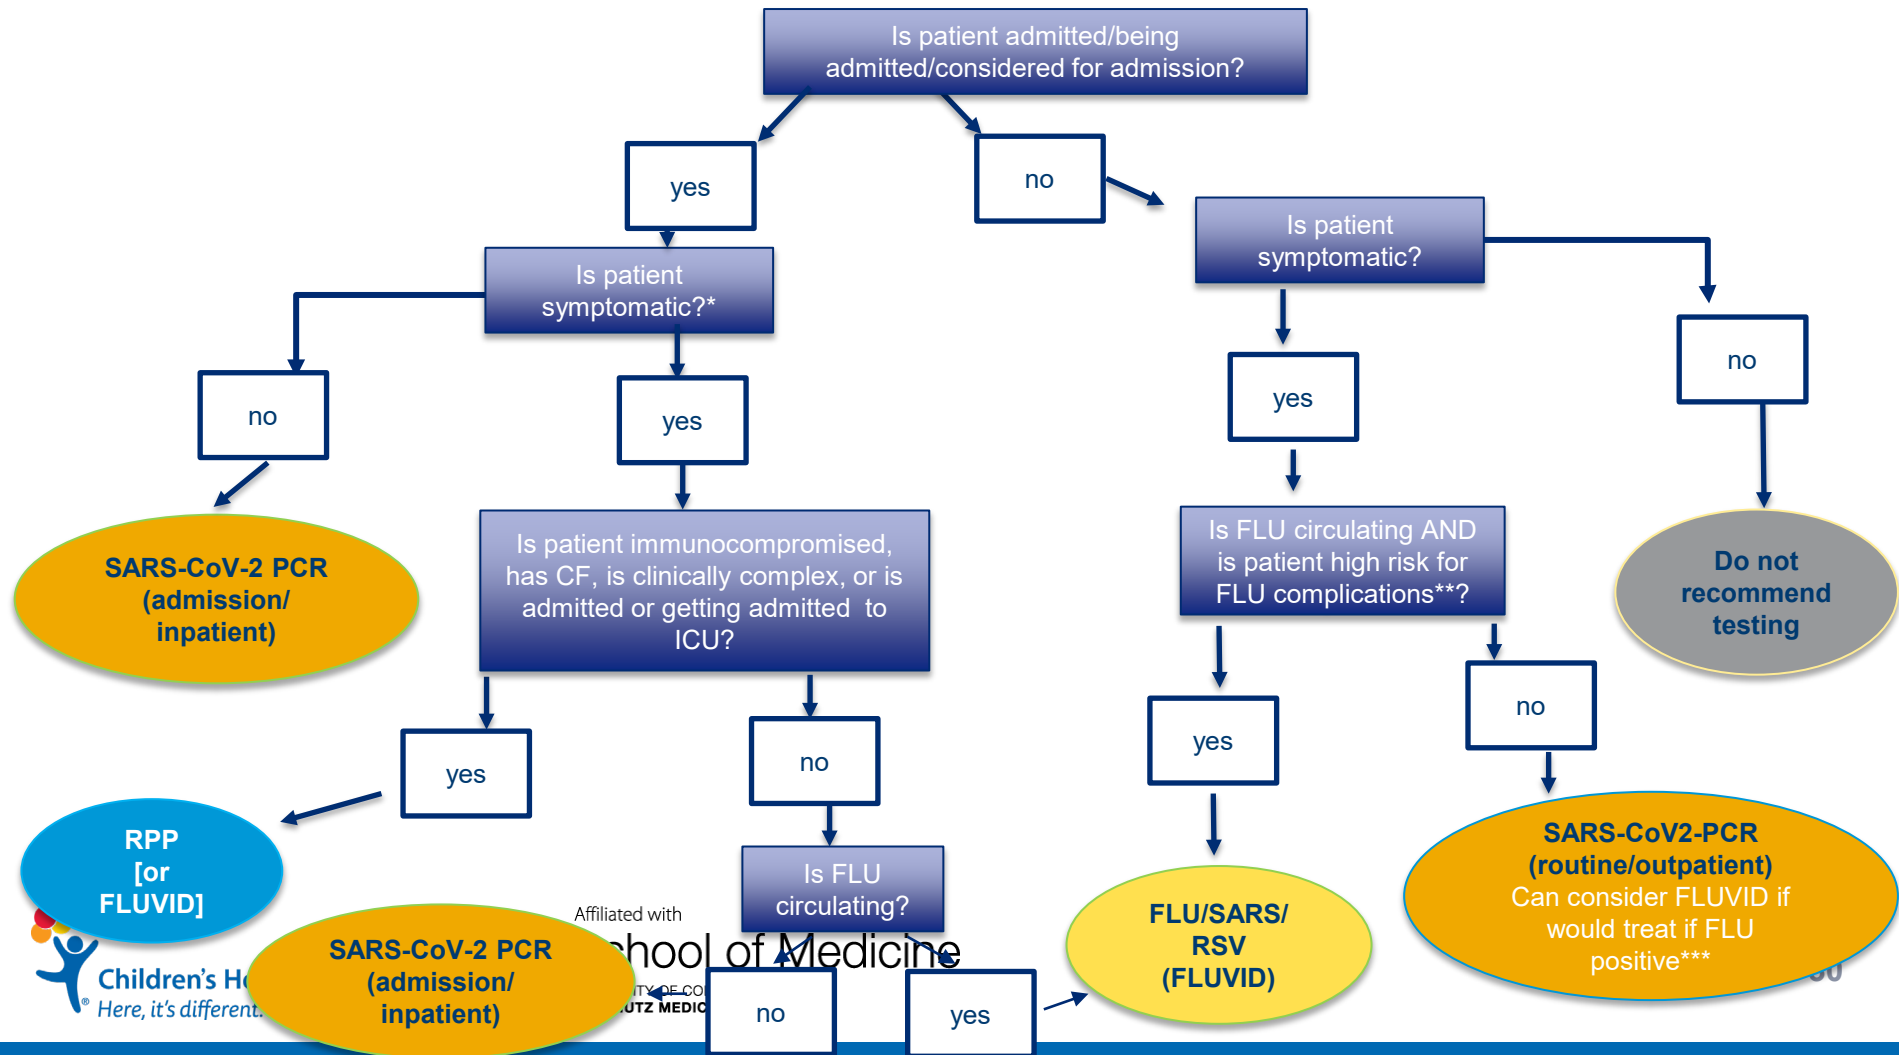 Is patient admitted/being
admitted/considered for admission?
yes
no
Is patient
symptomatic?*
Is patient
symptomatic?
no
yes
yes
no
SARS-CoV-2 PCR
(admission/
inpatient)
Is patient immunocompromised,
has CF, is clinically complex, or is
admitted or getting admitted to
ICU?
Is FLU circulating AND
is patient high risk for
FLU complications**?
Do not
recommend
testing
yes
no
yes
no
RPP
[or
FLUVID]
Is FLU
circulating?
SARS-CoV-2 PCR
(admission/
inpatient)
no
yes
FLU/SARS/
RSV
(FLUVID)
SARS-CoV2-PCR
(routine/outpatient)
Can consider FLUVID if
would treat if FLU
positive***
Children's
Here, it's different.
Affiliated with
of Medicine